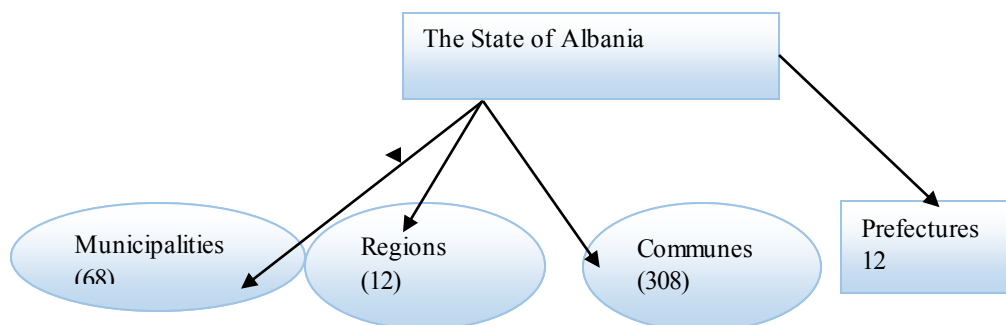 The State of Albania
Municipalities
(68)
Regions
(12)
Communes
(308)
Prefectures
12